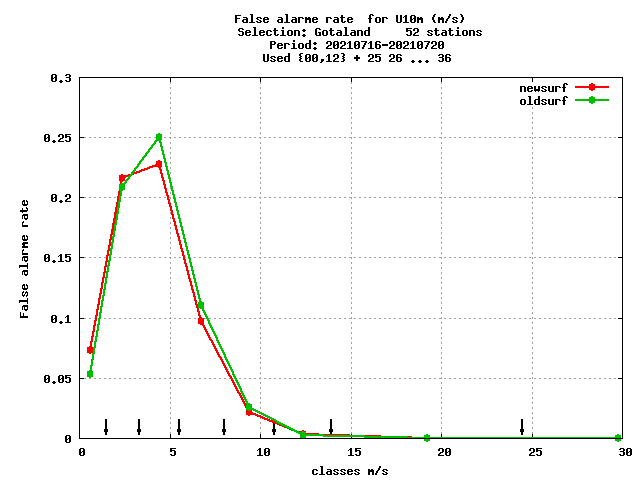 False alarme rate  for U10m (m/s)
Selection: Gotaland     52 stations
Period: 20210716-20210720
Used {00,12} + 25 26 ... 36
newsurf
oldsurf
False alarme rate
0.3
0.25
0.2
0.15
0.1
0.05
0
0 5 10 15 20 25 30
classes m/s